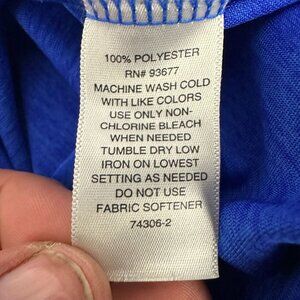 100% POLYESTER
RN# 93677
MACHINE WASH COLD
WITH LIKE COLORS
USE ONLY NON-
CHLORINE BLEACH
WHEN NEEDED
TUMBLE DRY LOW
IRON ON LOWEST
SETTING AS NEEDED
DO NOT USE
FABRIC SOFTENER
74306-2